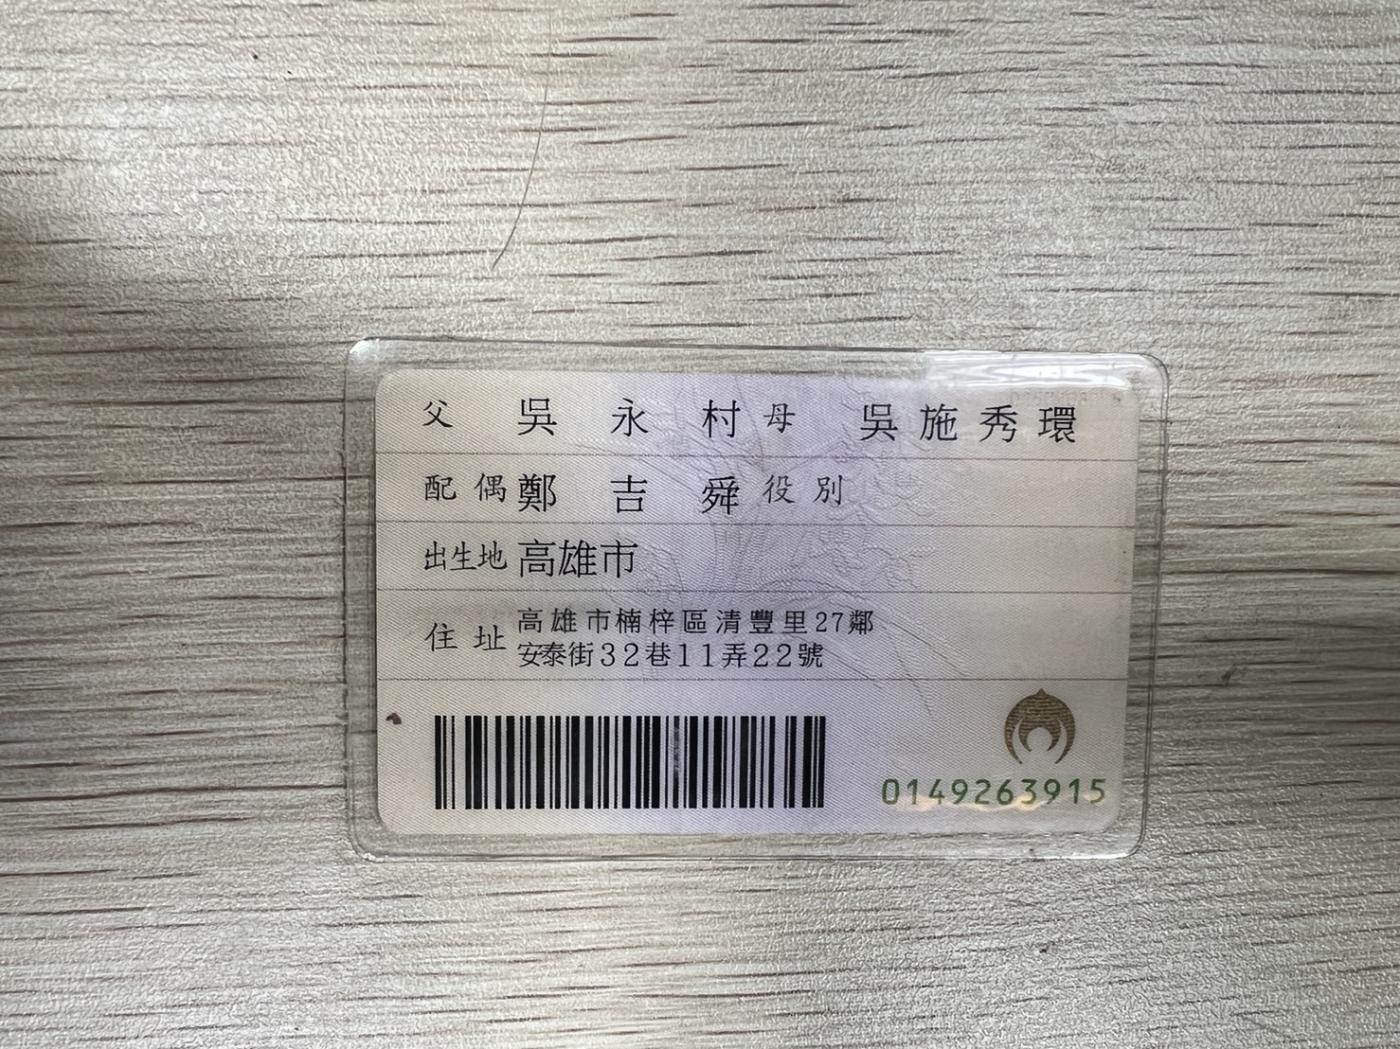 父 吳永村 母 吳施秀環
配偶 鄭吉舜 役別
出生地 高雄市
住址 高雄市楠梓區清豐里27鄰
安泰街32巷11弄22號
0149263915